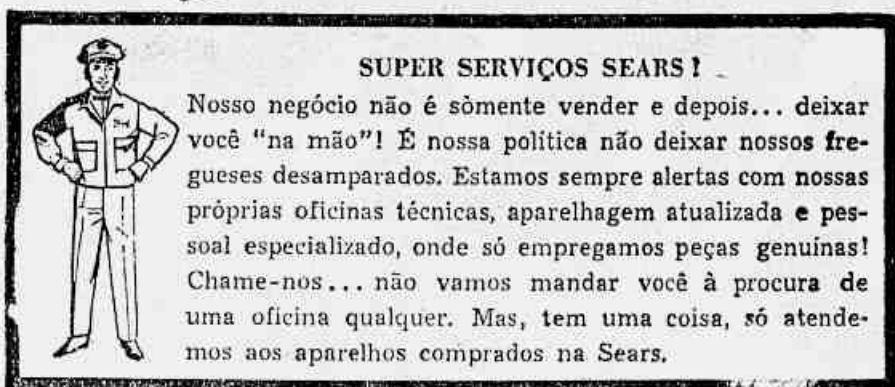 SUPER SERVIÇOS SEARS!
Nosso negócio não é sòmente vender e depois... deixar
você "na mão"! É nossa política não deixar nossos fre-
gueses desamparados. Estamos sempre alertas com nossas
próprias oficinas técnicas, aparelhagem atualizada e pes-
soal especializado, onde só empregamos peças genuínas!
Chame-nos... não vamos mandar você à procura de
uma oficina qualquer. Mas, tem uma coisa, só atende-
mos aos aparelhos comprados na Sears.